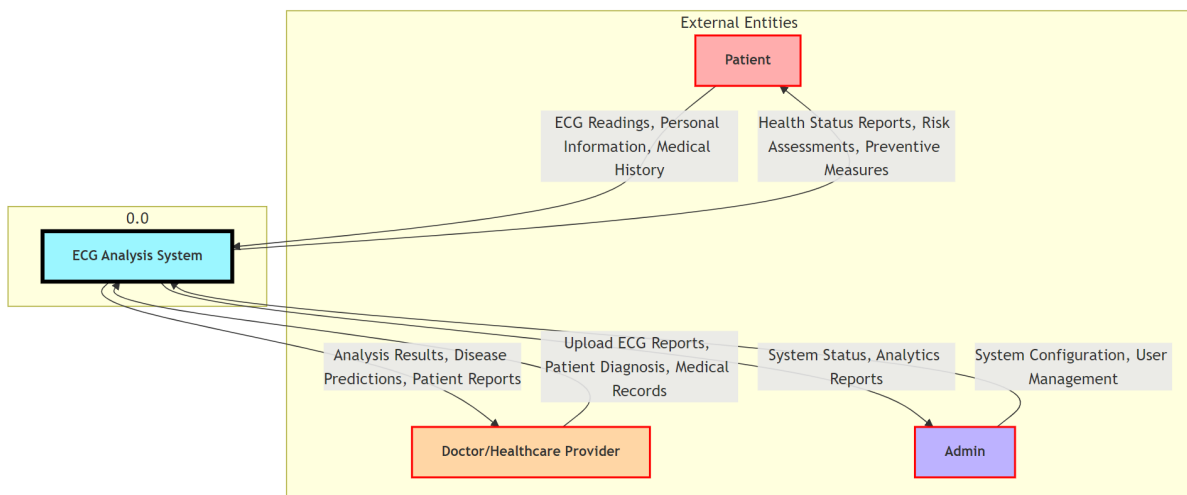 External Entities
Patient
ECG Readings, Personal
Information, Medical
History
Health Status Reports, Risk
Assessments, Preventive
Measures
0.0
ECG Analysis System
Analysis Results, Disease
Predictions, Patient Reports
Upload ECG Reports,
Patient Diagnosis, Medical
Records
System Status, Analytics
Reports
System Configuration, User
Management
Doctor/Healthcare Provider
Admin